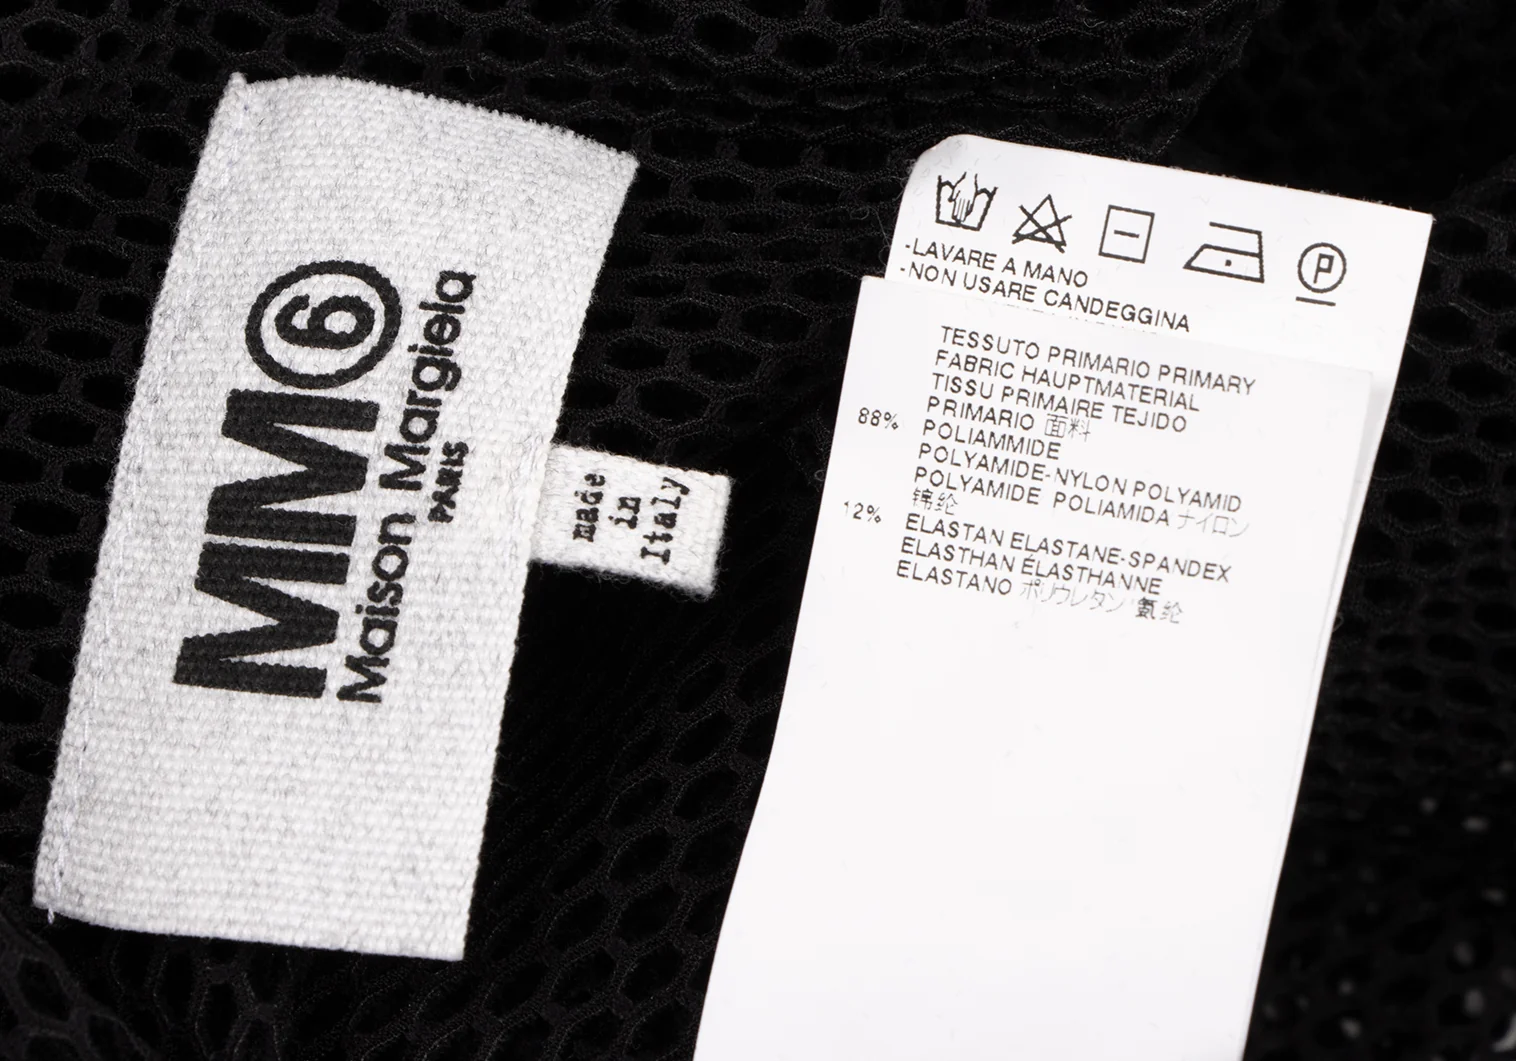 MM⑥
Maison Margiela
PARIS
made
in
Italy
P
-LAVARE A MANO
-NON USARE CANDEGGINA
TESSUTO PRIMARIO PRIMARY
FABRIC HAUPTMATERIAL
TISSU PRIMAIRE TEJIDO
PRIMARIO 面料
88% POLIAMMIDE
POLYAMIDE-NYLON POLYAMID
POLYAMIDE POLIAMIDA ナイロン
锦纶
12% ELASTAN ELASTANE-SPANDEX
ELASTHAN ELASTHANNE
ELASTANO ポリウレタン 氨纶